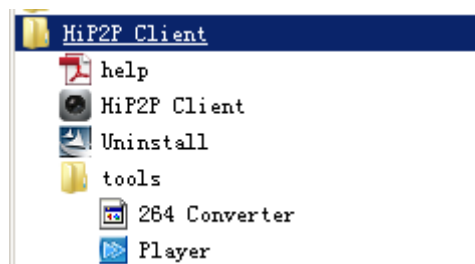 HiP2P Client
help
HiP2P Client
Uninstall
tools
264 Converter
Player